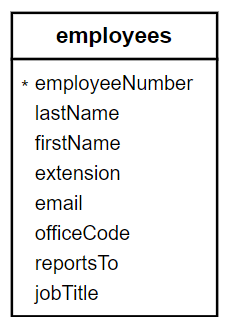 employees
* employeeNumber
lastName
firstName
extension
email
officeCode
reportsTo
jobTitle